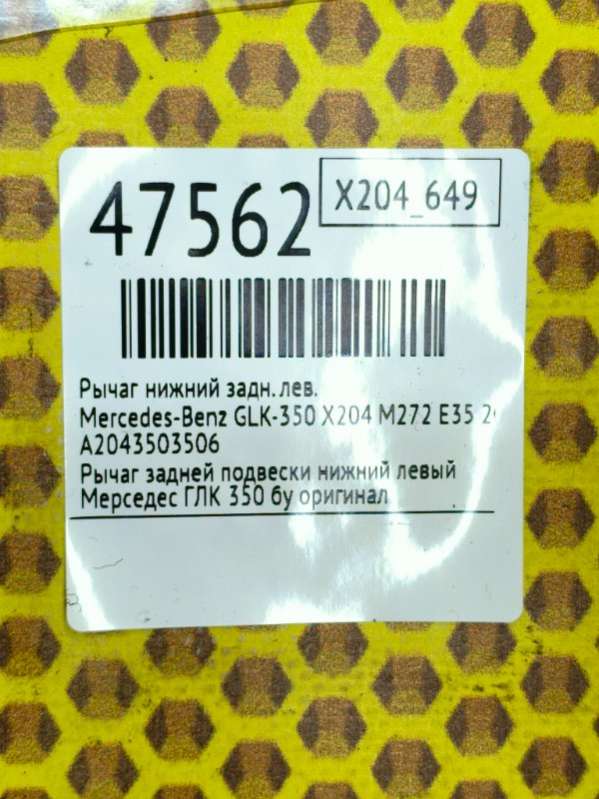 47562
X204_649
Рычаг нижний задн.лев.
Mercedes-Benz GLK-350 X204 M272 E35
A2043503506
Рычаг задней подвески нижний левый
Мерседес ГЛК 350 бу оригинал